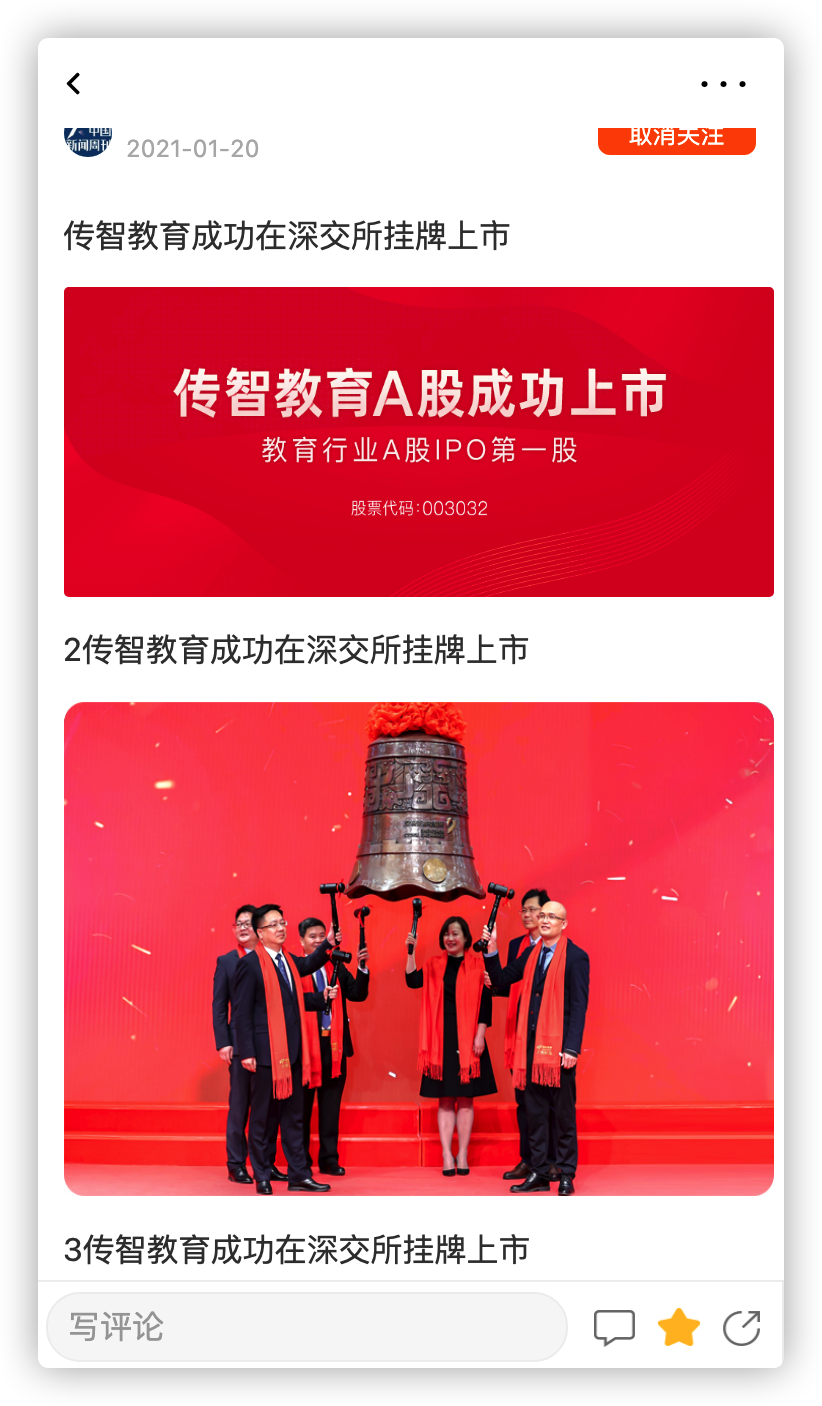 中国
新闻周刊
2021-01-20
取消关注
传智教育成功在深交所挂牌上市
传智教育A股成功上市
教育行业A股IPO第一股
股票代码:003032
2传智教育成功在深交所挂牌上市
3传智教育成功在深交所挂牌上市
写评论